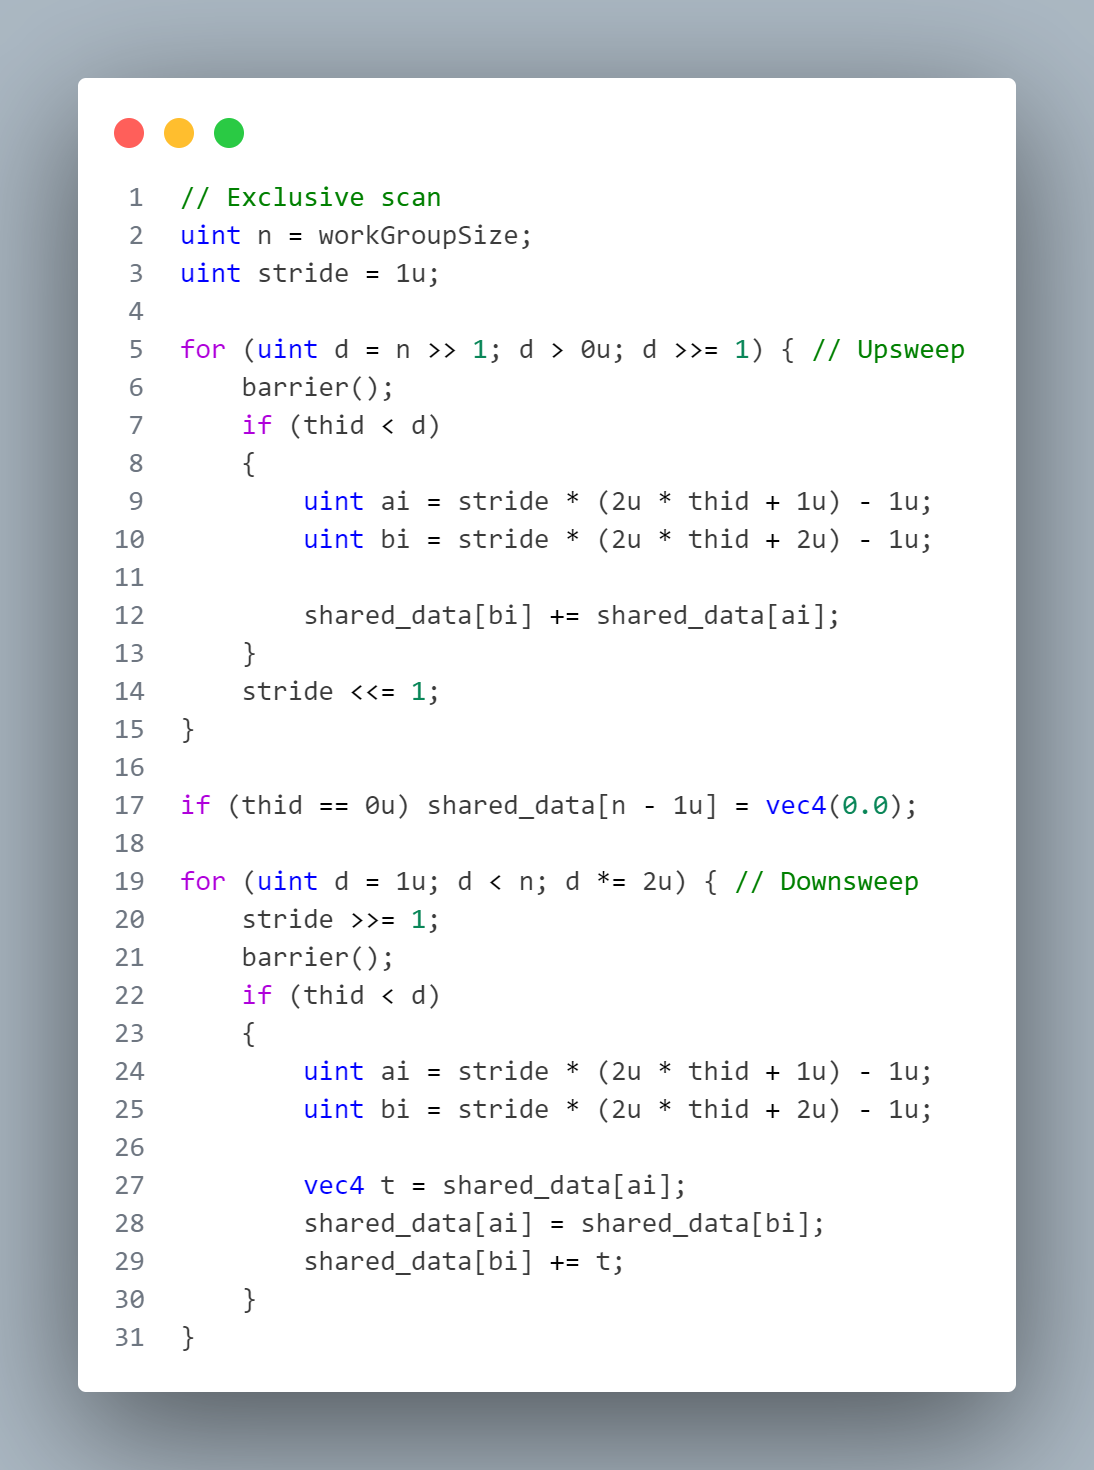 1 // Exclusive scan
2 uint n = workGroupSize;
3 uint stride = 1u;
4
5 for (uint d = n >> 1; d > 0u; d >>= 1) { // Upsweep
6     barrier();
7     if (thid < d)
8     {
9         uint ai = stride * (2u * thid + 1u) - 1u;
10         uint bi = stride * (2u * thid + 2u) - 1u;
11
12         shared_data[bi] += shared_data[ai];
13     }
14     stride <<= 1;
15 }
16
17 if (thid == 0u) shared_data[n - 1u] = vec4(0.0);
18
19 for (uint d = 1u; d < n; d *= 2u) { // Downsweep
20     stride >>= 1;
21     barrier();
22     if (thid < d)
23     {
24         uint ai = stride * (2u * thid + 1u) - 1u;
25         uint bi = stride * (2u * thid + 2u) - 1u;
26
27         vec4 t = shared_data[ai];
28         shared_data[ai] = shared_data[bi];
29         shared_data[bi] += t;
30     }
31 }